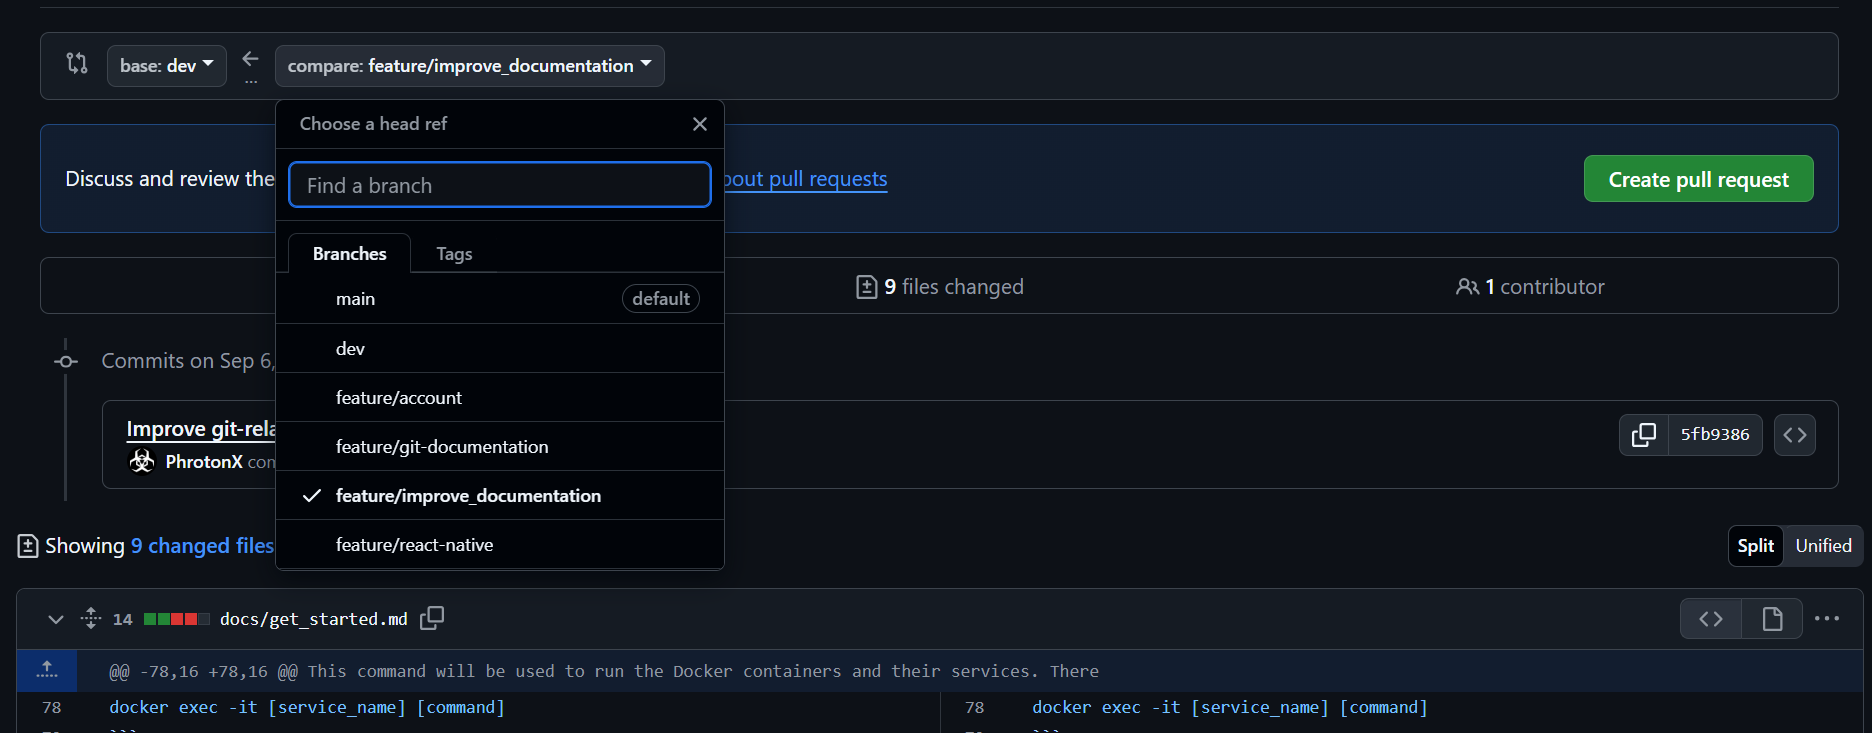 base: dev
compare: feature/improve_documentation
Choose a head ref
Discuss and review the
Find a branch
bout pull requests
Create pull request
Branches
Tags
main
default
9 files changed
1 contributor
dev
Commits on Sep 6,
feature/account
Improve git-rela
feature/git-documentation
5fb9386
PhrotonX com
feature/improve_documentation
Showing 9 changed files
feature/react-native
Split
Unified
14
docs/get_started.md
@@ -78,16 +78,16 @@ This command will be used to run the Docker containers and their services. There
78 docker exec -it [service_name] [command]
78 docker exec -it [service_name] [command]